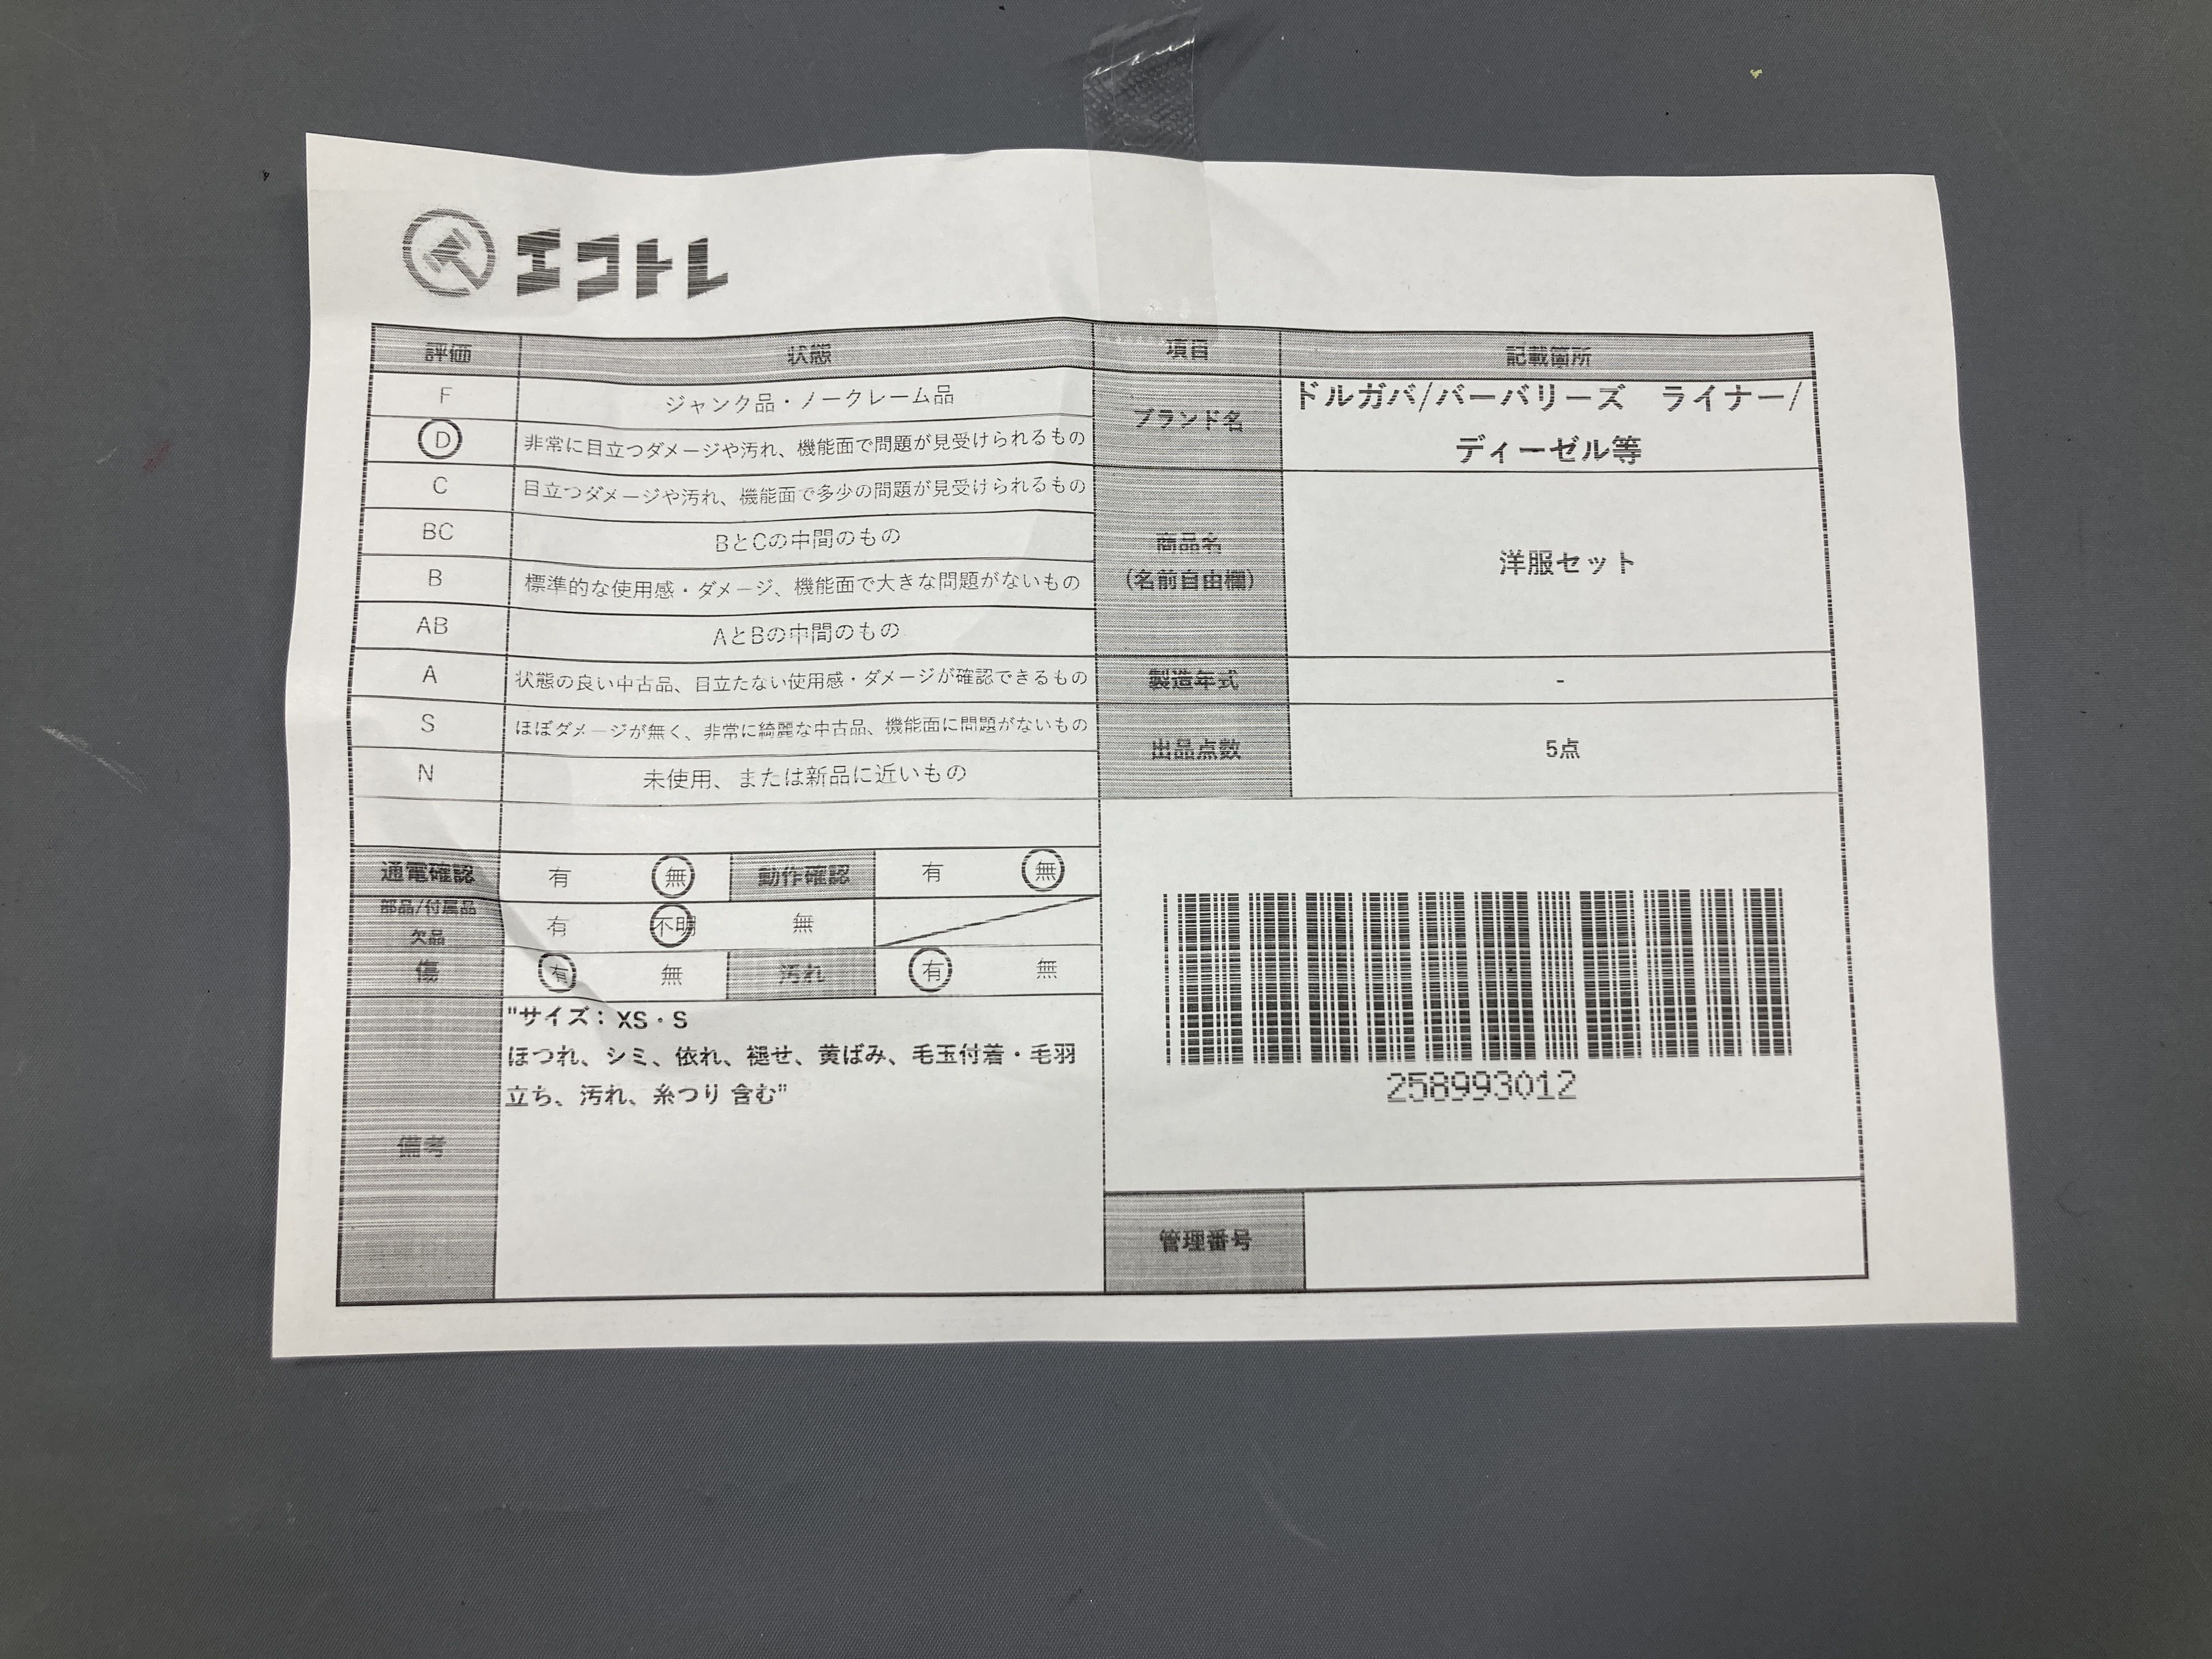 エコトレ
評価 状態 項目 記載箇所
F ジャンク品・ノークレーム品
D 非常に目立つダメージや汚れ、機能面で問題が見受けられるもの
C 目立つダメージや汚れ、機能面で多少の問題が見受けられるもの
BC BとCの中間のもの
B 標準的な使用感・ダメージ、機能面で大きな問題がないもの
AB AとBの中間のもの
A 状態の良い中古品、目立たない使用感・ダメージが確認できるもの
S ほぼダメージが無く、非常に綺麗な中古品、機能面に問題がないもの
N 未使用、または新品に近いもの
ブランド名 ドルガバ/バーバリーズ ライナー/
ディーゼル等
商品名
(名前自由欄)
洋服セット
製造年式 -
出品点数 5点
通電確認 有 無 動作確認 有 無
部品/付属品
欠品
有 不明 無
傷 有 無 汚れ 有 無
備考
"サイズ：XS・S
ほつれ、シミ、依れ、褪せ、黄ばみ、毛玉付着・毛羽
立ち、汚れ、糸つり 含む"
258993012
管理番号